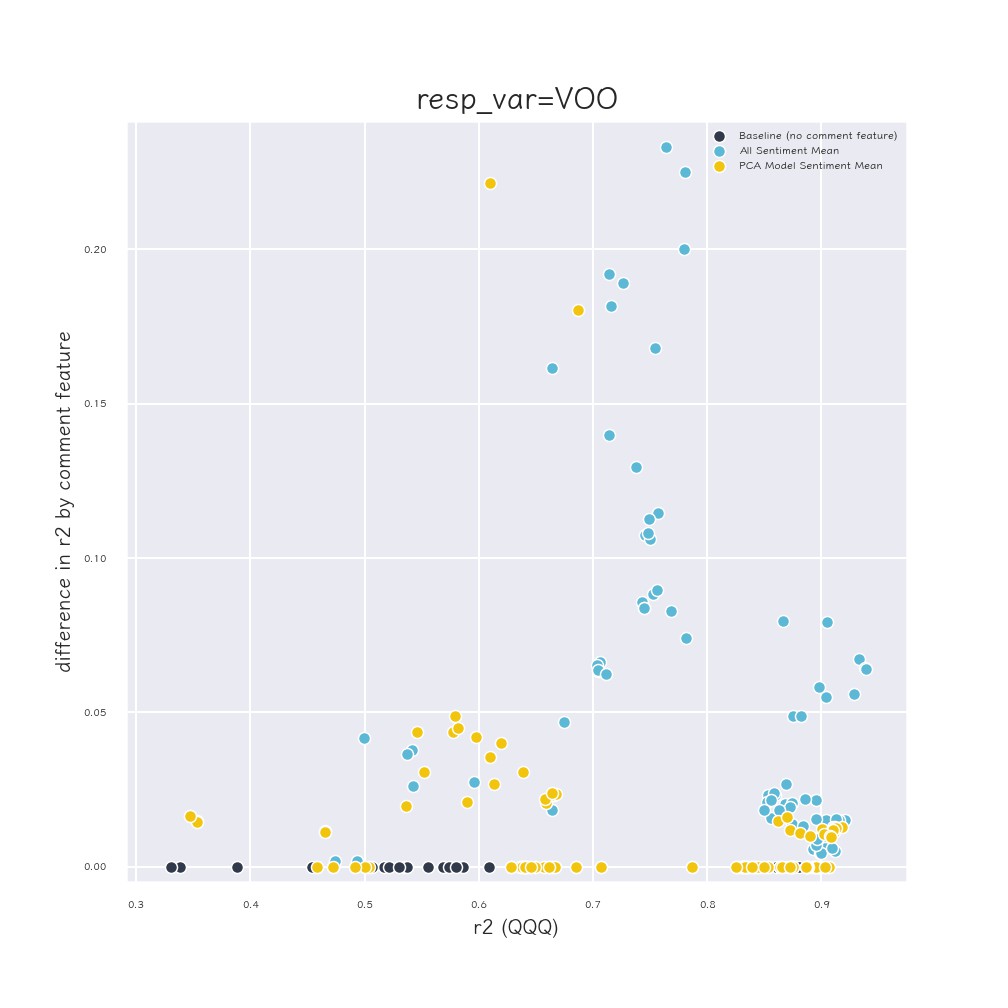 resp_var=VOO
Baseline (no comment feature)
All Sentiment Mean
PCA Model Sentiment Mean
difference in r2 by comment feature
0.20
0.15
0.10
0.05
0.00
0.3 0.4 0.5 0.6 0.7 0.8 0.9
r2 (QQQ)